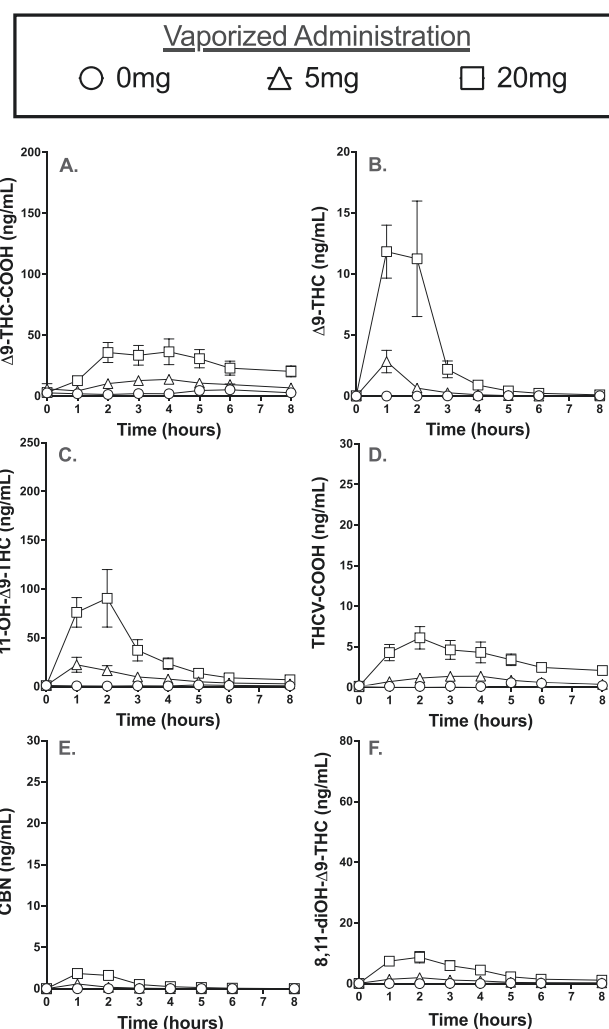 Vaporized Administration
0mg 5mg 20mg
A.
Δ9-THC-COOH (ng/mL)
200
150
100
50
0
0 1 2 3 4 5 6 7 8
Time (hours)
B.
Δ9-THC (ng/mL)
20
15
10
5
0
0 1 2 3 4 5 6 7 8
Time (hours)
C.
11-OH-Δ9-THC (ng/mL)
250
200
150
100
50
0
0 1 2 3 4 5 6 7 8
Time (hours)
D.
THCV-COOH (ng/mL)
30
25
20
15
10
5
0
0 1 2 3 4 5 6 7 8
Time (hours)
E.
CBN (ng/mL)
30
25
20
15
10
5
0
0 1 2 3 4 5 6 7 8
Time (hours)
F.
8,11-diOH-Δ9-THC (ng/mL)
80
60
40
20
0
0 1 2 3 4 5 6 7 8
Time (hours)